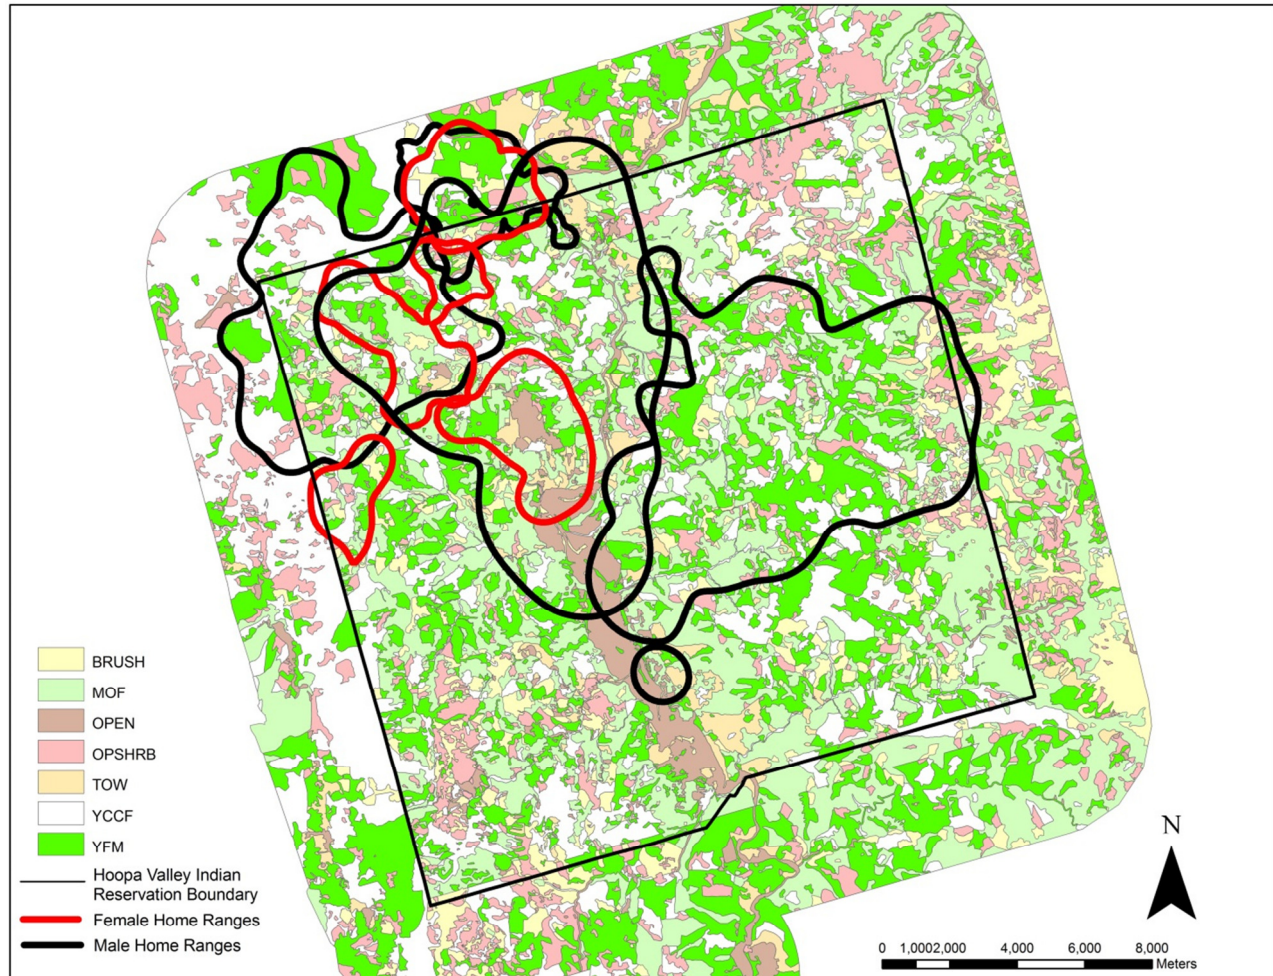 BRUSH
MOF
OPEN
OPSHRB
TOW
YCCF
YFM
Hoopa Valley Indian
Reservation Boundary
Female Home Ranges
Male Home Ranges
N
0 1,0002,000 4,000 6,000 8,000
Meters